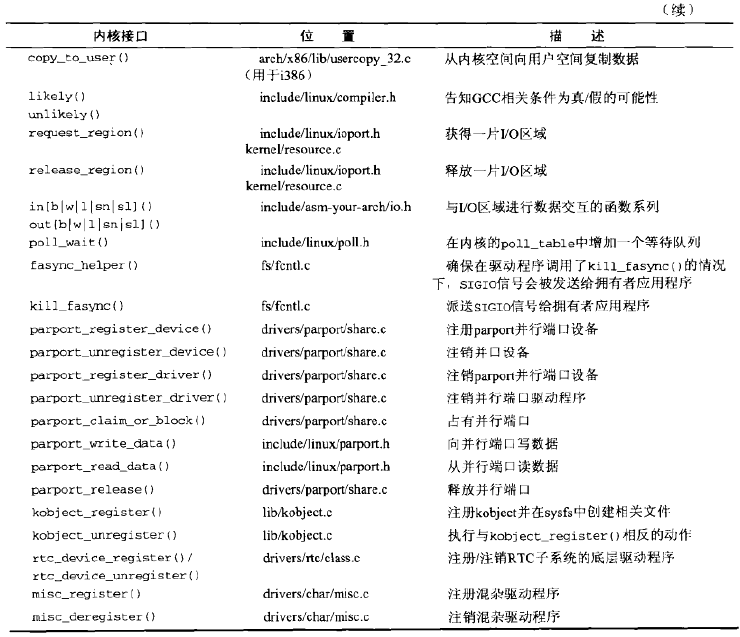 （续）
内核接口 位 置 描 述
copy_to_user() arch/x86/lib/usercopy_32.c 从内核空间向用户空间复制数据
（用于i386）
likely() include/linux/compiler.h 告知GCC相关条件为真/假的可能性
unlikely()
request_region() include/linux/ioport.h 获得一片I/O区域
kernel/resource.c
release_region() include/linux/ioport.h 释放一片I/O区域
kernel/resource.c
in[b|w|l|sn|sl]() include/asm-your-arch/io.h 与I/O区域进行数据交互的函数系列
out[b|w|l|sn|sl]()
poll_wait() include/linux/poll.h 在内核的poll_table中增加一个等待队列
fasync_helper() fs/fcntl.c 确保在驱动程序调用了kill_fasync()的情况
下，SIGIO信号会被发送给拥有者应用程序
kill_fasync() fs/fcntl.c 派送SIGIO信号给拥有者应用程序
parport_register_device() drivers/parport/share.c 注册parport并行端口设备
parport_unregister_device() drivers/parport/share.c 注销并口设备
parport_register_driver() drivers/parport/share.c 注销parport并行端口设备
parport_unregister_driver() drivers/parport/share.c 注销并行端口驱动程序
parport_claim_or_block() drivers/parport/share.c 占有并行端口
parport_write_data() include/linux/parport.h 向并行端口写数据
parport_read_data() include/linux/parport.h 从并行端口读数据
parport_release() drivers/parport/share.c 释放并行端口
kobject_register() lib/kobject.c 注册kobject并在sysfs中创建相关文件
kobject_unregister() lib/kobject.c 执行与kobject_register()相反的动作
rtc_device_register()/ drivers/rtc/class.c 注册/注销RTC子系统的底层驱动程序
rtc_device_unregister()
misc_register() drivers/char/misc.c 注册混杂驱动程序
misc_deregister() drivers/char/misc.c 注销混杂驱动程序